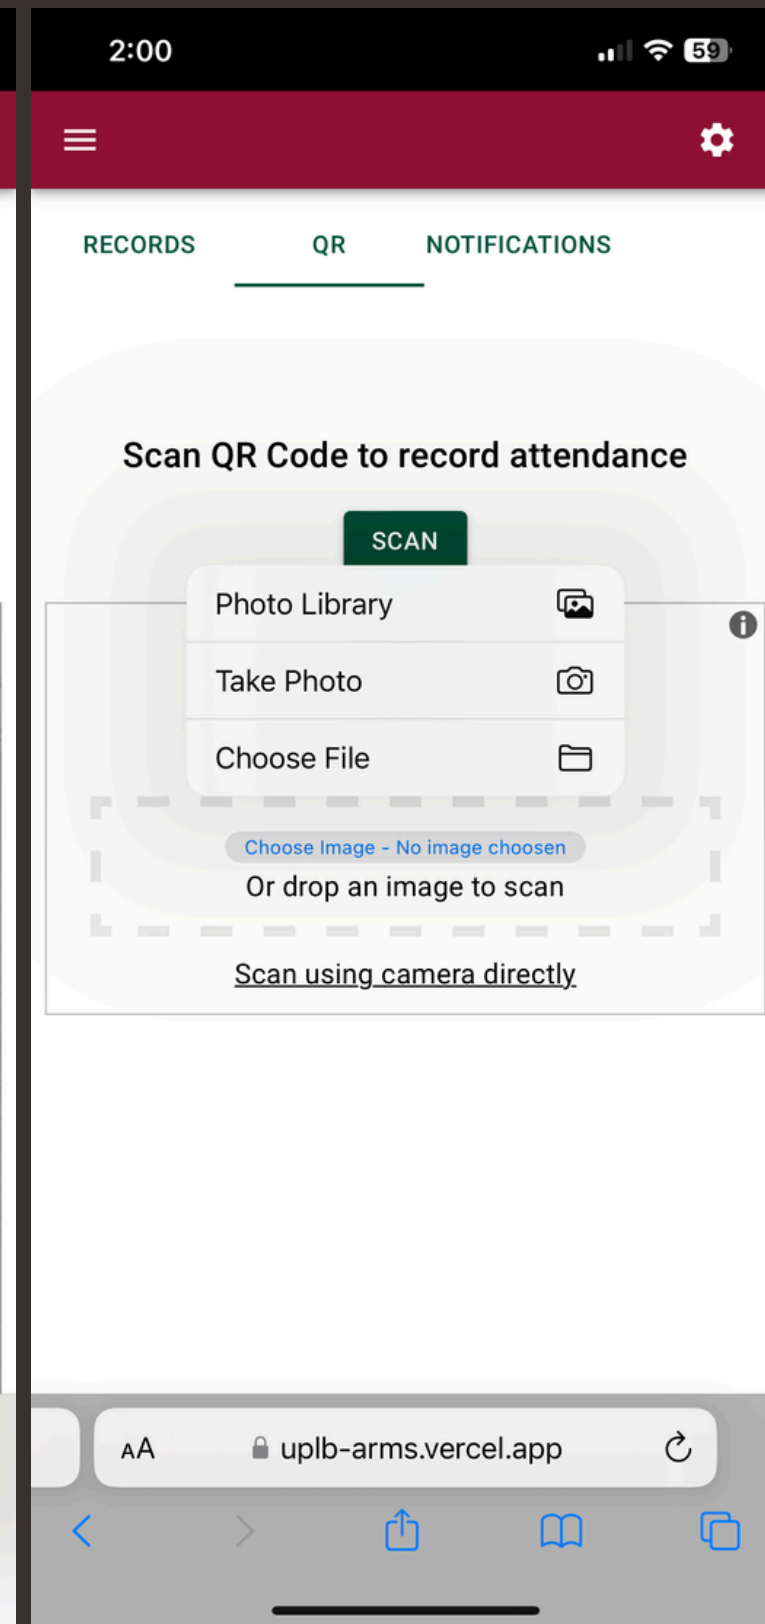 2:00
59
RECORDS QR NOTIFICATIONS
Scan QR Code to record attendance
SCAN
Photo Library
Take Photo
Choose File
Choose Image - No image choosen
Or drop an image to scan
Scan using camera directly
AA uplb-arms.vercel.app